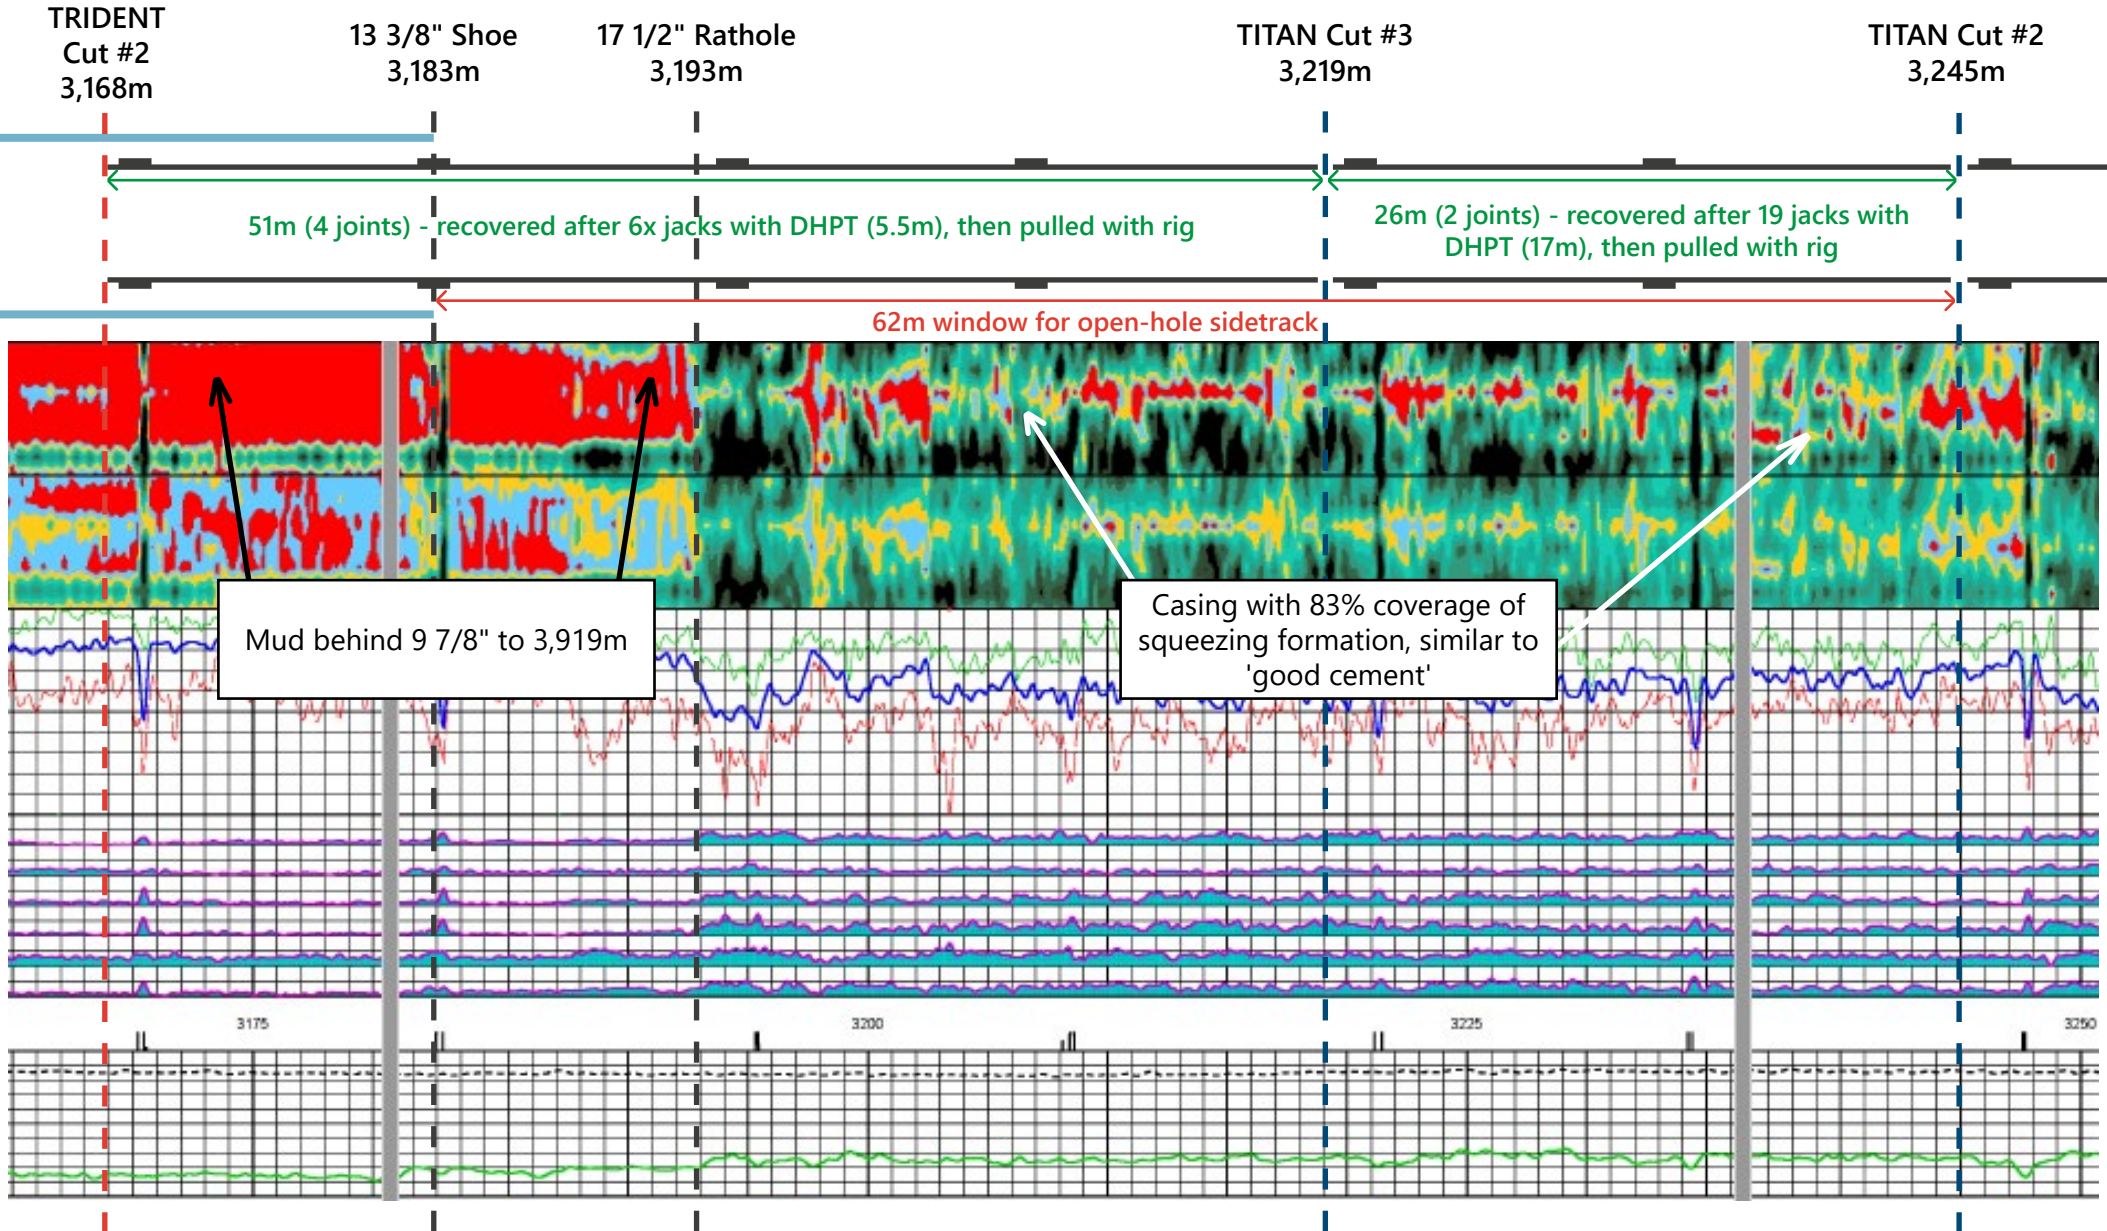 TRIDENT
Cut #2
3,168m
13 3/8" Shoe
3,183m
17 1/2" Rathole
3,193m
TITAN Cut #3
3,219m
TITAN Cut #2
3,245m
51m (4 joints) - recovered after 6x jacks with DHPT (5.5m), then pulled with rig
26m (2 joints) - recovered after 19 jacks with
DHPT (17m), then pulled with rig
62m window for open-hole sidetrack
Mud behind 9 7/8" to 3,919m
Casing with 83% coverage of
squeezing formation, similar to
'good cement'
3175
3200
3225
3250